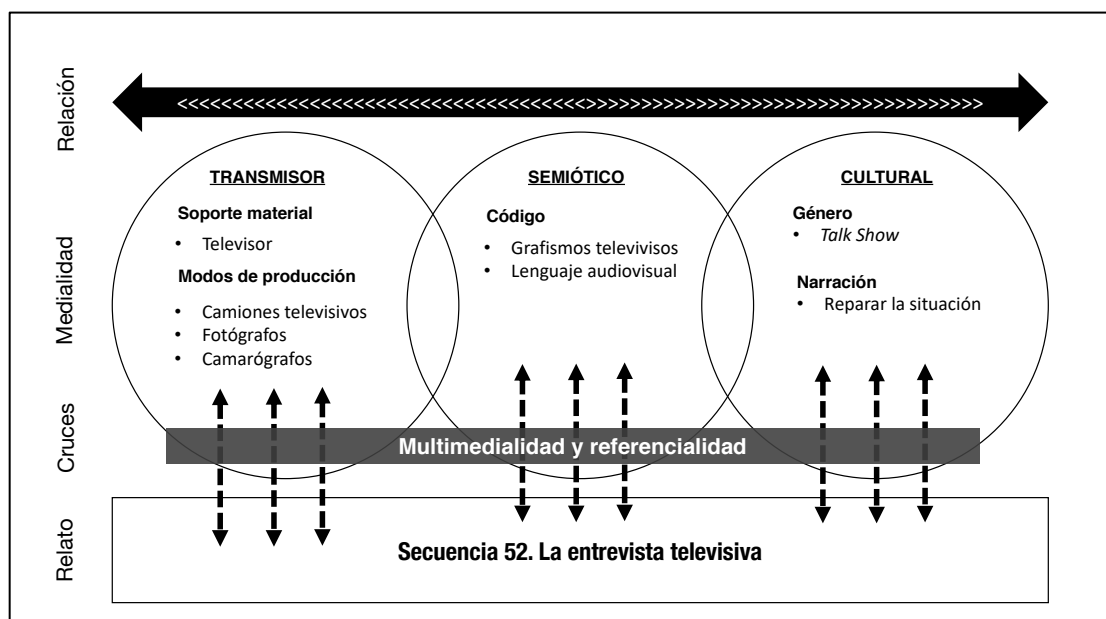 Relación
<<<<<<<<<<<<<<<<<<<<<<<<<<<<<<<>>>>>>>>>>>>>>>>>>>>>>>>>>>>>
Medialidad
TRANSMISOR
Soporte material
• Televisor
Modos de producción
• Camiones televisivos
• Fotógrafos
• Camarógrafos
SEMIÓTICO
Código
• Grafismos televivisos
• Lenguaje audiovisual
CULTURAL
Género
• Talk Show
Narración
• Reparar la situación
Cruces
Multimedialidad y referencialidad
Relato
Secuencia 52. La entrevista televisiva